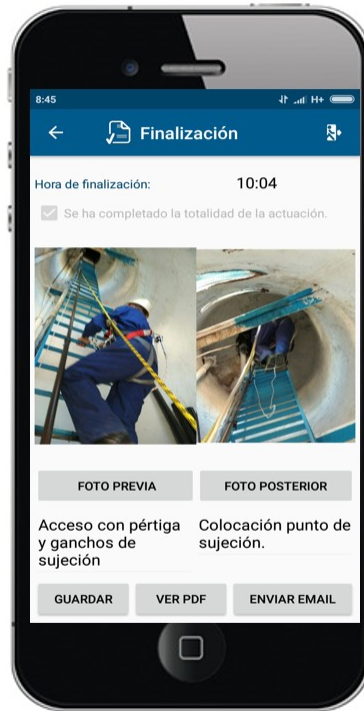 8:45 H+
Finalización
Hora de finalización: 10:04
Se ha completado la totalidad de la actuación.
FOTO PREVIA FOTO POSTERIOR
Acceso con pértiga Colocación punto de
y ganchos de sujeción.
sujeción
GUARDAR VER PDF ENVIAR EMAIL